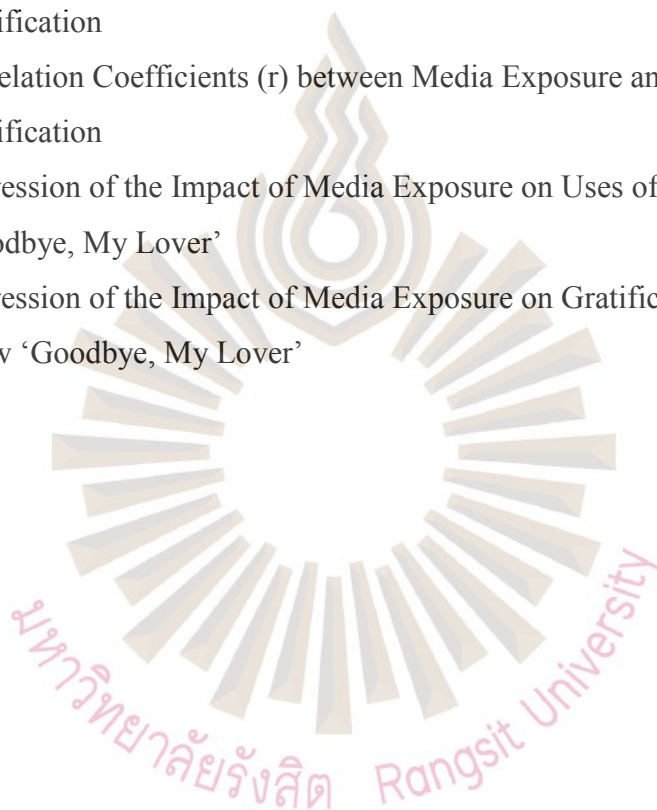 ification
elation Coefficients (r) between Media Exposure an
ification
ression of the Impact of Media Exposure on Uses of
odbye, My Lover’
ression of the Impact of Media Exposure on Gratific
w ‘Goodbye, My Lover’
มหาวิทยาลัยรังสิต Rangsit University